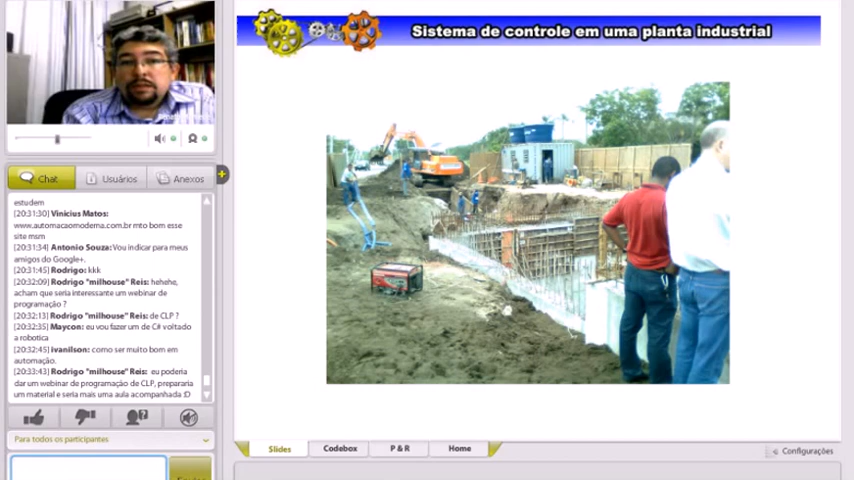 Sistema de controle em uma planta industrial
Chat
Usuários
Anexos
estudem
[20:31:30] Vinicius Matos:
www.automacaomoderna.com.br mto bom esse
site msm
[20:31:34] Antonio Souza: Vou indicar para meus
amigos do Google+.
[20:31:45] Rodrigo: kkk
[20:32:09] Rodrigo "milhouse" Reis: hehehe,
acham que seria interessante um webinar de
programação ?
[20:32:13] Rodrigo "milhouse" Reis: de CLP ?
[20:32:35] Maycon: eu vou fazer um de C# voltado
a robotica
[20:32:45] ivanilson: como ser muito bom em
automação.
[20:33:43] Rodrigo "milhouse" Reis: eu poderia
dar um webinar de programação de CLP, prepararia
um material e seria mais uma aula acompanhada ;D
Para todos os participantes
Slides
Codebox
P & R
Home
Configurações